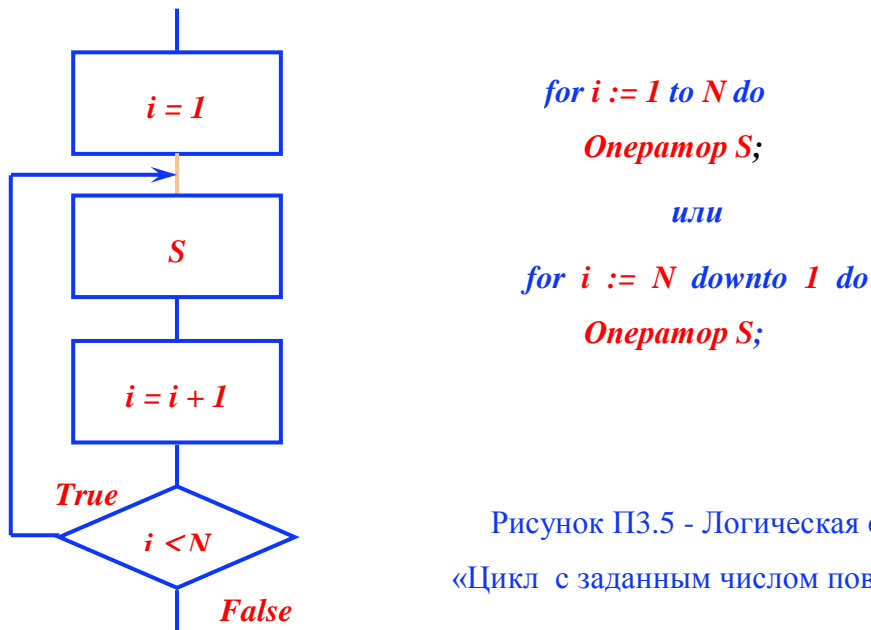 i = 1
S
i = i + 1
True
i < N
False
for i := 1 to N do
Оператор S;
или
for i := N downto 1 do
Оператор S;
Рисунок П3.5 - Логическая
«Цикл с заданным числом